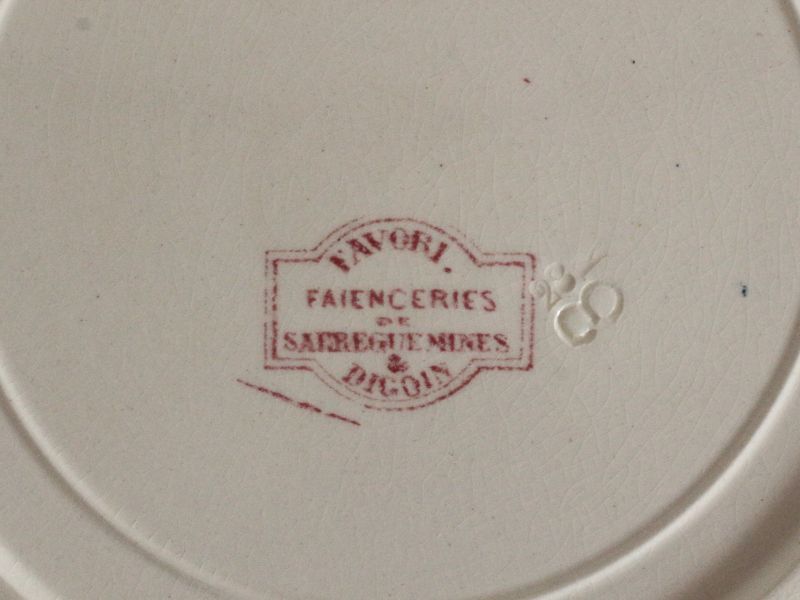 FAVORI.
FAIENCERIES
DE
SARREGUEMINES
&
DIGOIN